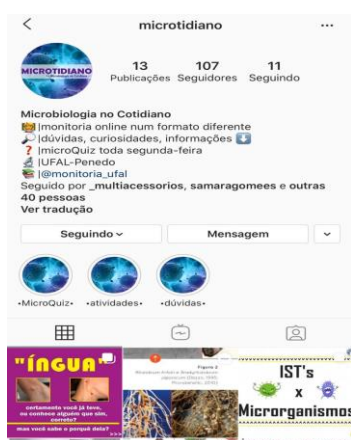 microtidiano
MICROTIDIANO
13 107 11
Publicações Seguidores Seguindo
Microbiologia no Cotidiano
|monitoria online num formato diferente
|dúvidas, curiosidades, informações
? |microQuiz toda segunda-feira
|UFAL-Penedo
|@monitoria_ufal
Seguido por _multiacessorios, samaragomees e outras
40 pessoas
Ver tradução
Seguindo
Mensagem
•MicroQuiz• •atividades• •dúvidas•
"ÍNGUA"
certamente você já teve,
ou conhece alguém que sim,
correto?
mas você sabe o porquê dela?
>>>
Figura 2
IST's
x
Microrganismos